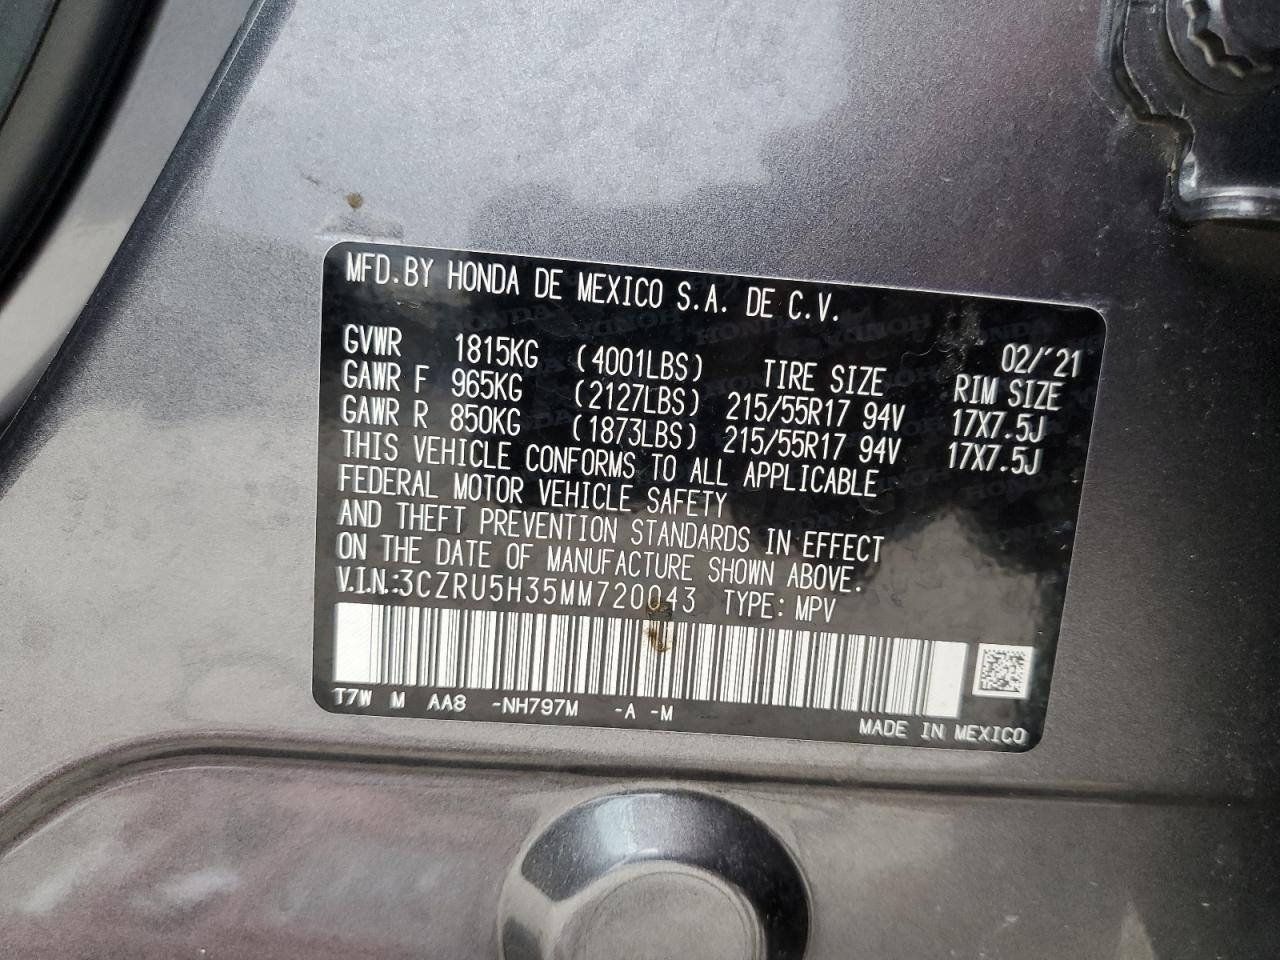 MFD.BY HONDA DE MEXICO S.A. DE C.V.
02/'21
GVWR 1815KG (4001LBS) TIRE SIZE RIM SIZE
GAWR F 965KG (2127LBS) 215/55R17 94V 17X7.5J
GAWR R 850KG (1873LBS) 215/55R17 94V 17X7.5J
THIS VEHICLE CONFORMS TO ALL APPLICABLE
FEDERAL MOTOR VEHICLE SAFETY
AND THEFT PREVENTION STANDARDS IN EFFECT
ON THE DATE OF MANUFACTURE SHOWN ABOVE.
V.I.N.:3CZRU5H35MM720043 TYPE: MPV
T7W M AA8 -NH797M -A -M
MADE IN MEXICO